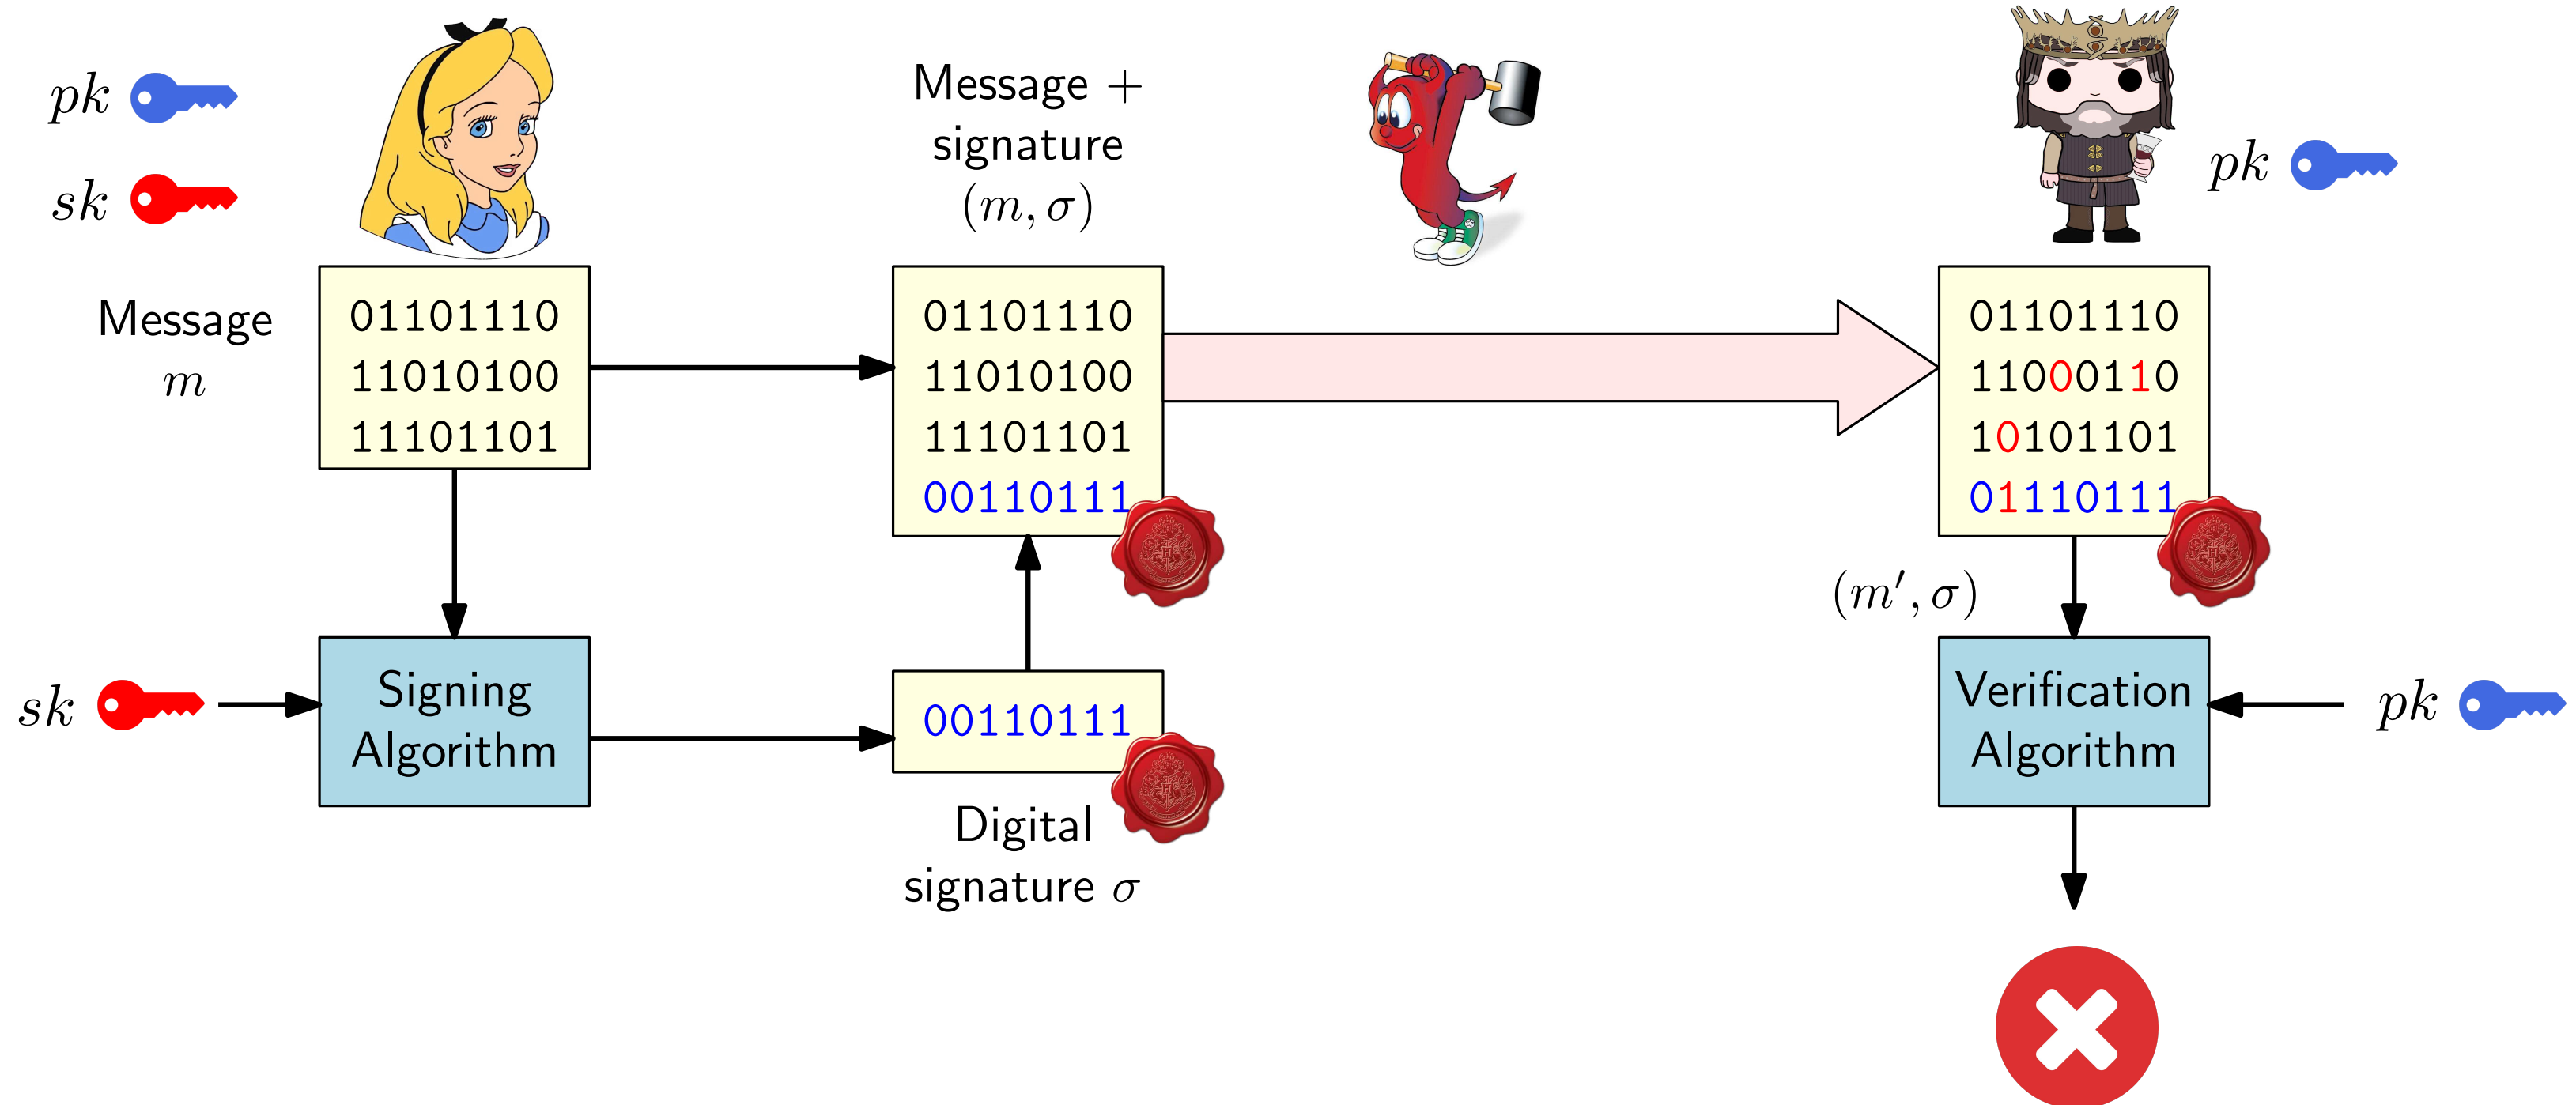 pk
sk
Message
m
01101110
11010100
11101101
sk
Signing
Algorithm
Message +
signature
(m, σ)
01101110
11010100
11101101
00110111
00110111
Digital
signature σ
pk
01101110
11000110
10101101
01110111
(m′, σ)
Verification
Algorithm
pk